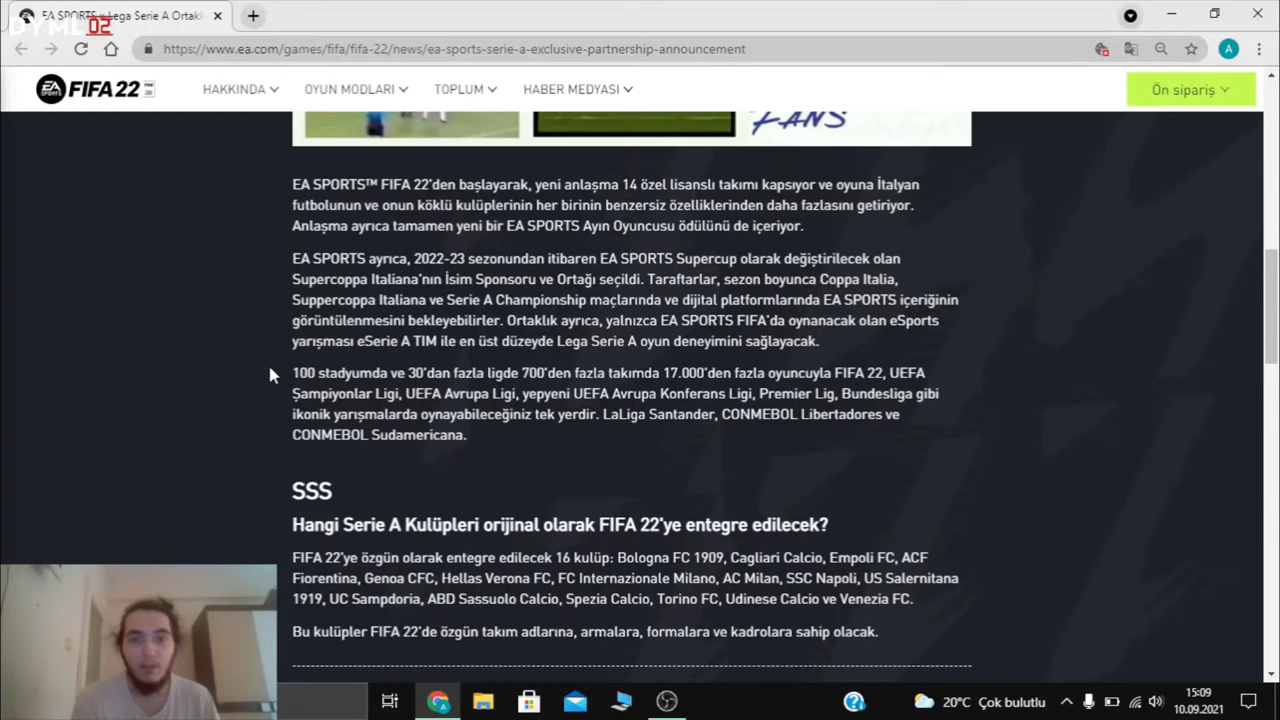 EA SPORTS x Lega Serie A Ortakl
DYML 02
https://www.ea.com/games/fifa/fifa-22/news/ea-sports-serie-a-exclusive-partnership-announcement
A
EA SPORTS FIFA 22
HAKKINDA
OYUN MODLARI
TOPLUM
HABER MEDYASI
Ön sipariş
FANS
EA SPORTS™ FIFA 22'den başlayarak, yeni anlaşma 14 özel lisanslı takımı kapsıyor ve oyuna İtalyan
futbolunun ve onun köklü kulüplerinin her birinin benzersiz özelliklerinden daha fazlasını getiriyor.
Anlaşma ayrıca tamamen yeni bir EA SPORTS Ayın Oyuncusu ödülünü de içeriyor.
EA SPORTS ayrıca, 2022-23 sezonundan itibaren EA SPORTS Supercup olarak değiştirilecek olan
Supercoppa Italiana'nın İsim Sponsoru ve Ortağı seçildi. Taraftarlar, sezon boyunca Coppa Italia,
Suppercoppa Italiana ve Serie A Championship maçlarında ve dijital platformlarında EA SPORTS içeriğinin
görüntülenmesini bekleyebilirler. Ortaklık ayrıca, yalnızca EA SPORTS FIFA'da oynanacak olan eSports
yarışması eSerie A TIM ile en üst düzeyde Lega Serie A oyun deneyimini sağlayacak.
100 stadyumda ve 30'dan fazla ligde 700'den fazla takımda 17.000'den fazla oyuncuyla FIFA 22, UEFA
Şampiyonlar Ligi, UEFA Avrupa Ligi, yepyeni UEFA Avrupa Konferans Ligi, Premier Lig, Bundesliga gibi
ikonik yarışmalarda oynayabileceğiniz tek yerdir. LaLiga Santander, CONMEBOL Libertadores ve
CONMEBOL Sudamericana.
SSS
Hangi Serie A Kulüpleri orijinal olarak FIFA 22'ye entegre edilecek?
FIFA 22'ye özgün olarak entegre edilecek 16 kulüp: Bologna FC 1909, Cagliari Calcio, Empoli FC, ACF
Fiorentina, Genoa CFC, Hellas Verona FC, FC Internazionale Milano, AC Milan, SSC Napoli, US Salernitana
1919, UC Sampdoria, ABD Sassuolo Calcio, Spezia Calcio, Torino FC, Udinese Calcio ve Venezia FC.
Bu kulüpler FIFA 22'de özgün takım adlarına, armalara, formalara ve kadrolara sahip olacak.
20°C Çok bulutlu
15:09
10.09.2021